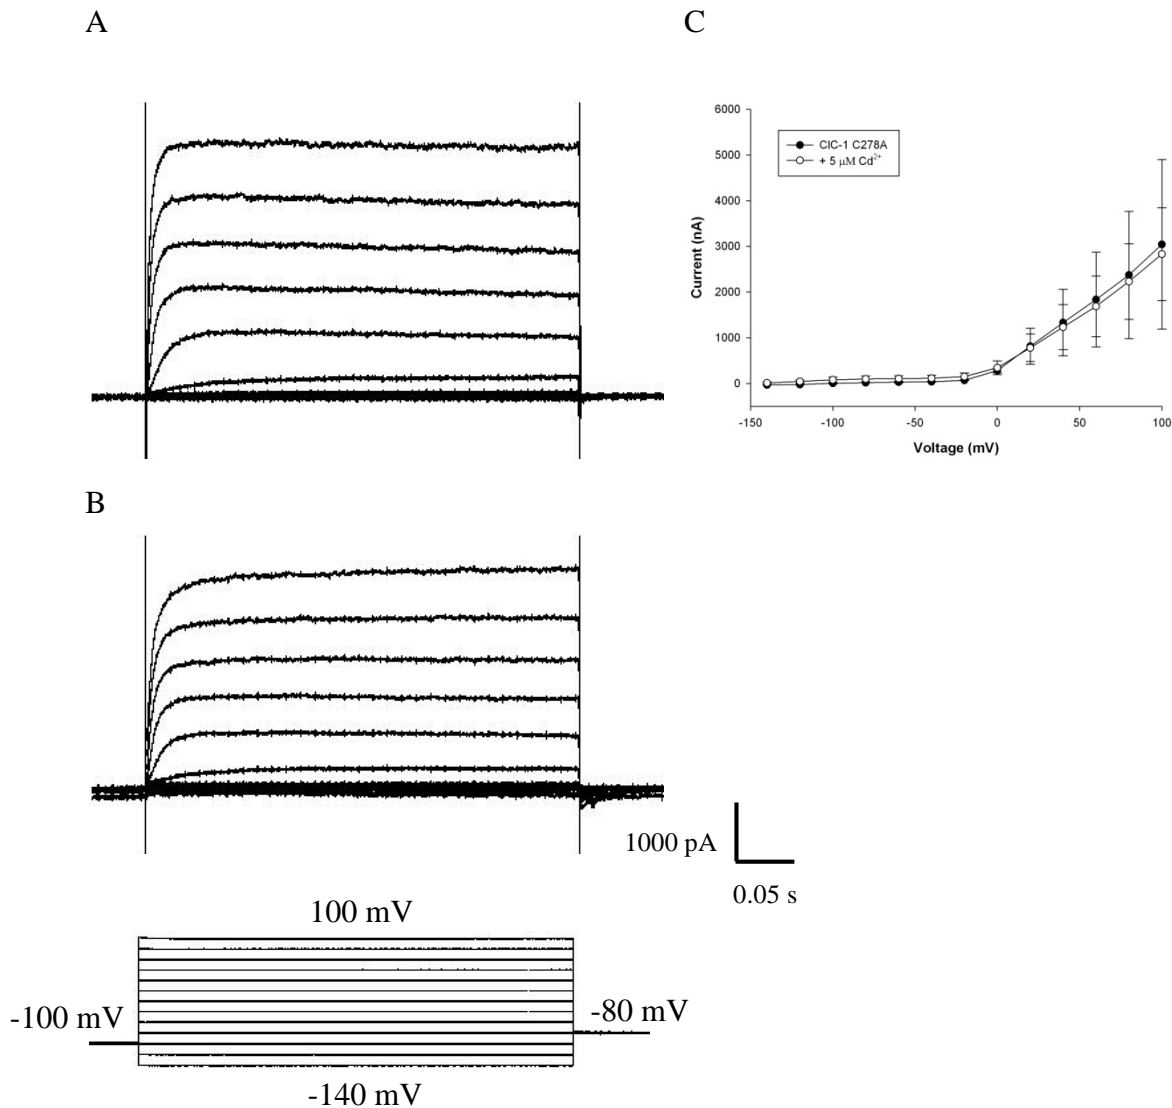 A
C
6000
5000
4000
3000
2000
1000
0
Current (nA)
ClC-1 C278A
+ 5 μM Cd²⁺
-150
-100
-50
0
50
100
Voltage (mV)
B
1000 pA
0.05 s
100 mV
-100 mV
-80 mV
-140 mV